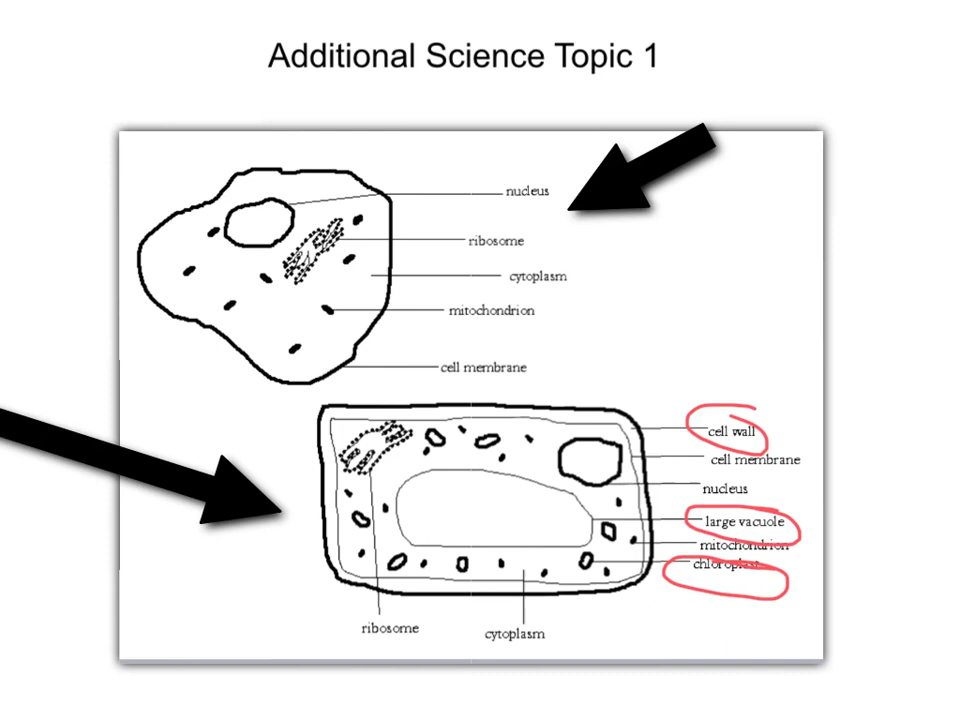 Additional Science Topic 1
nucleus
ribosome
cytoplasm
mitochondrion
cell membrane
cell wall
cell membrane
nucleus
large vacuole
mitochondrion
chloroplast
ribosome
cytoplasm